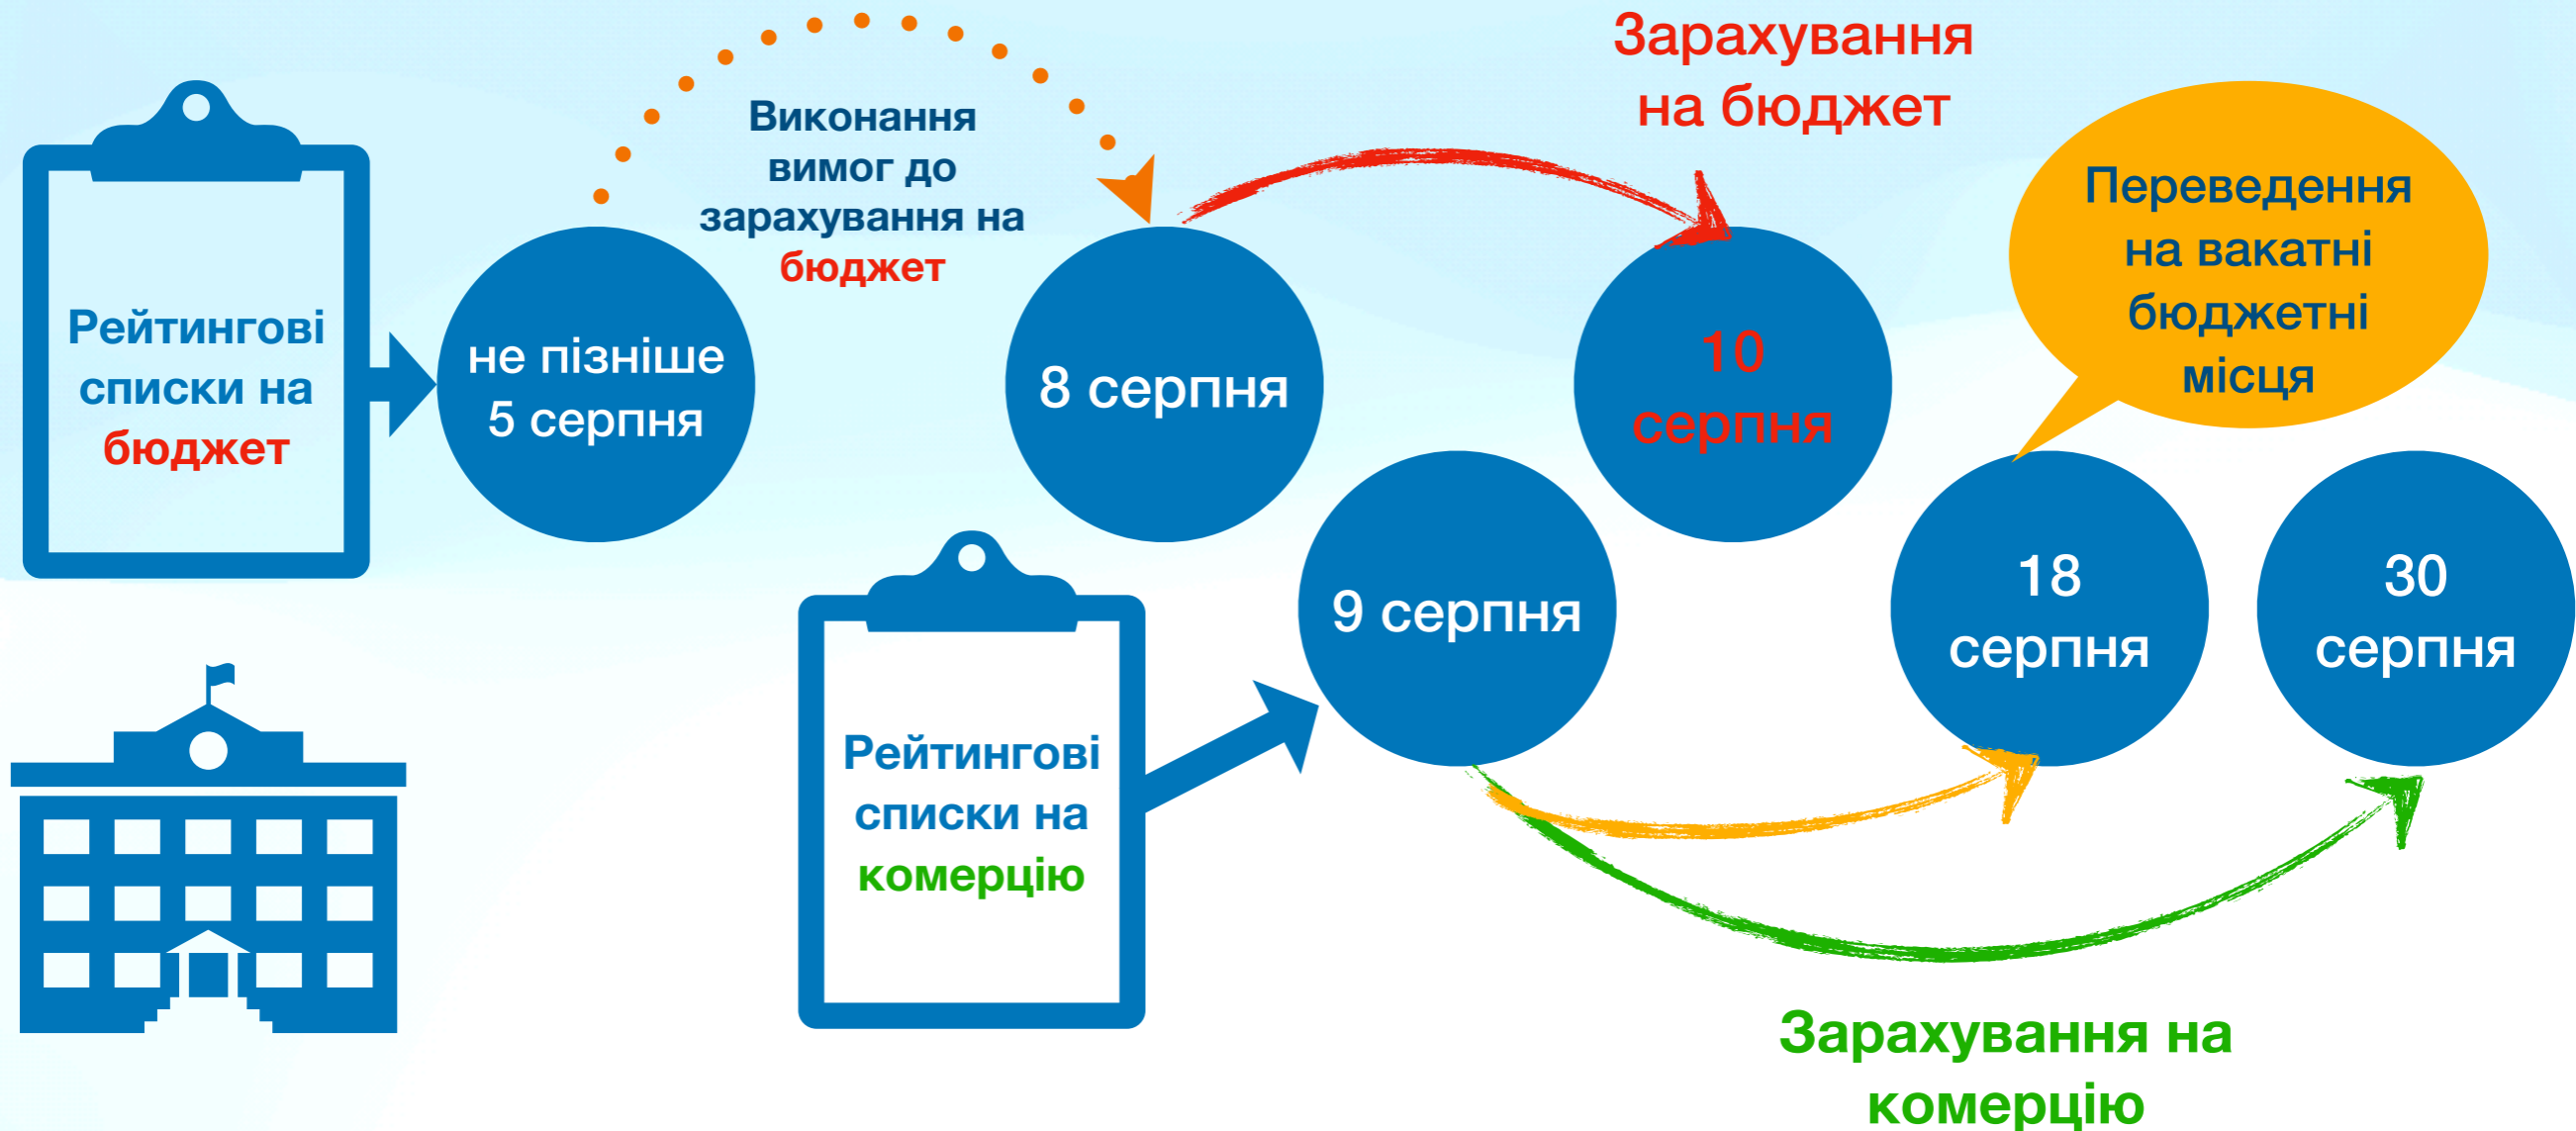 Рейтингові
списки на
бюджет
не пізніше
5 серпня
Виконання
вимог до
зарахування на
бюджет
8 серпня
Зарахування
на бюджет
10
серпня
Переведення
на вакатні
бюджетні
місця
Рейтингові
списки на
комерцію
9 серпня
18
серпня
30
серпня
Зарахування на
комерцію